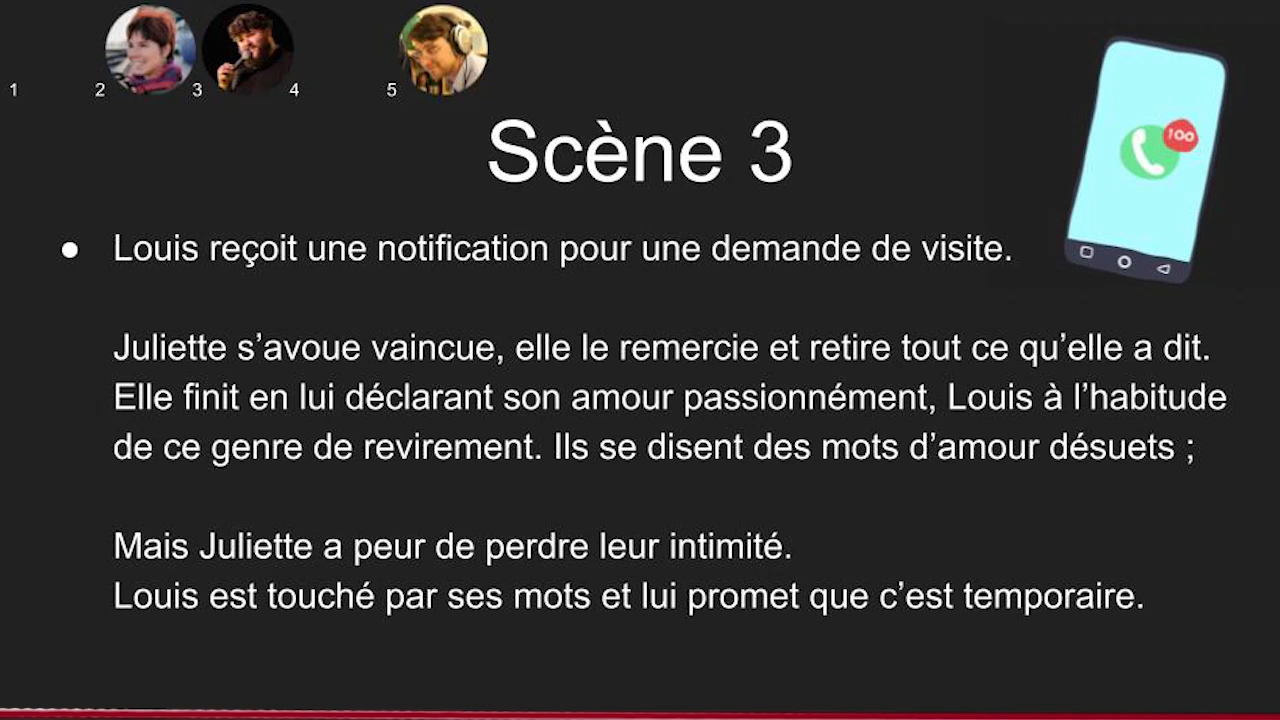 1 2 3 4 5
100
Scène 3
● Louis reçoit une notification pour une demande de visite.
Juliette s’avoue vaincue, elle le remercie et retire tout ce qu’elle a dit.
Elle finit en lui déclarant son amour passionnément, Louis à l’habitude
de ce genre de revirement. Ils se disent des mots d’amour désuets ;
Mais Juliette a peur de perdre leur intimité.
Louis est touché par ses mots et lui promet que c’est temporaire.